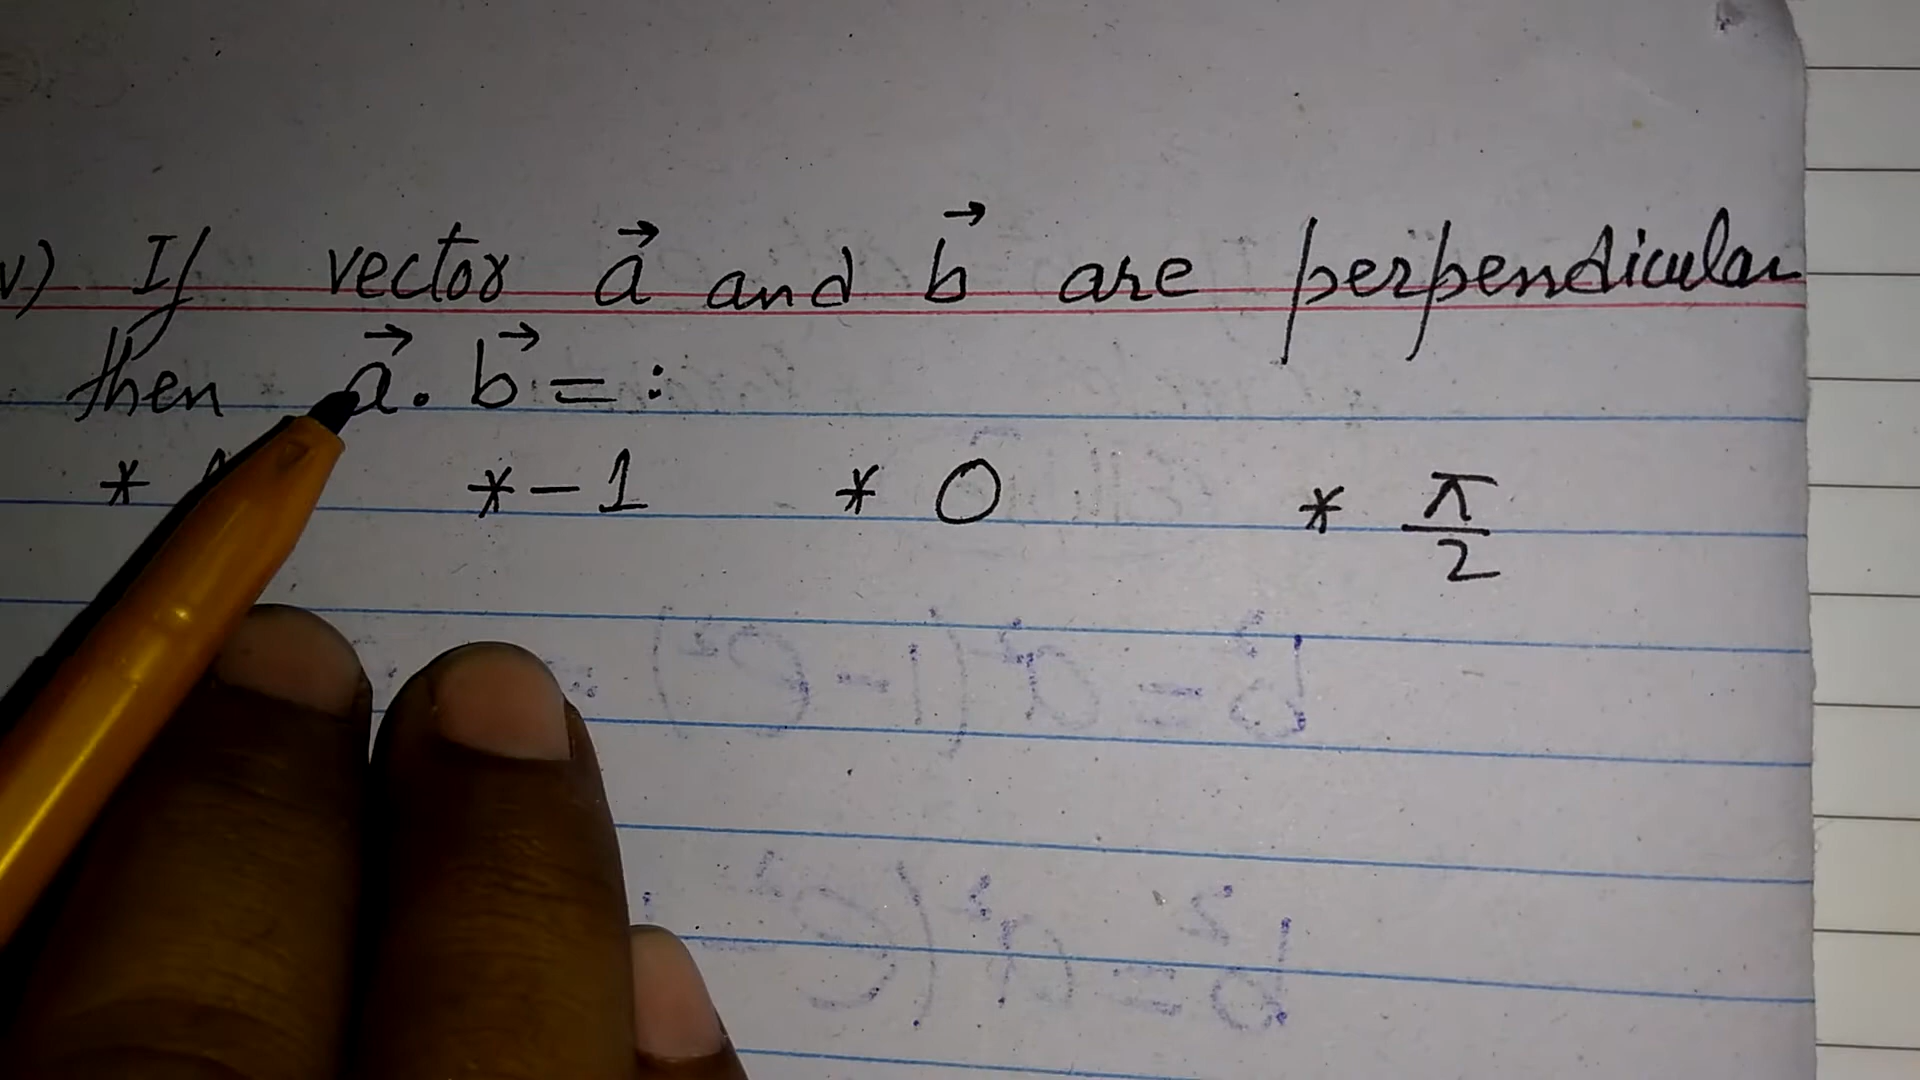 v) If vector a⃗ and b⃗ are perpendicular
then a⃗ . b⃗ = :
* * -1 * 0 * π/2